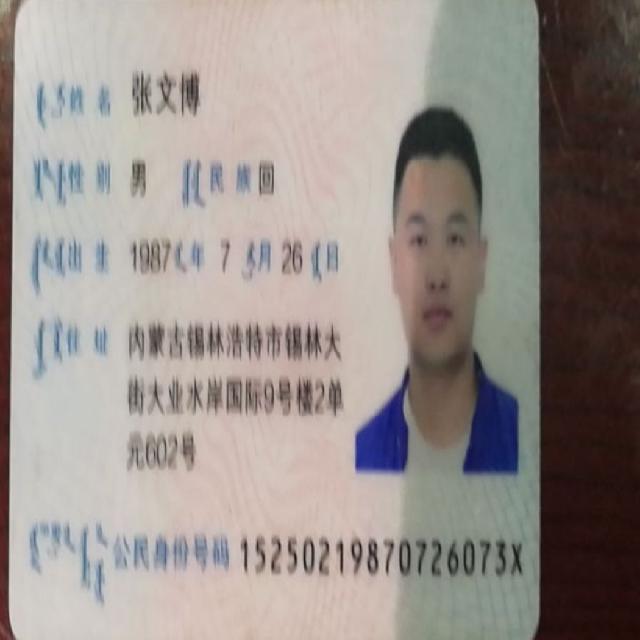 姓名 张文博
性别 男 民族 回
出生 1987 年 7 月 26 日
住址 内蒙古锡林浩特市锡林大
街大业水岸国际9号楼2单
元602号
公民身份号码 15250219870726073X